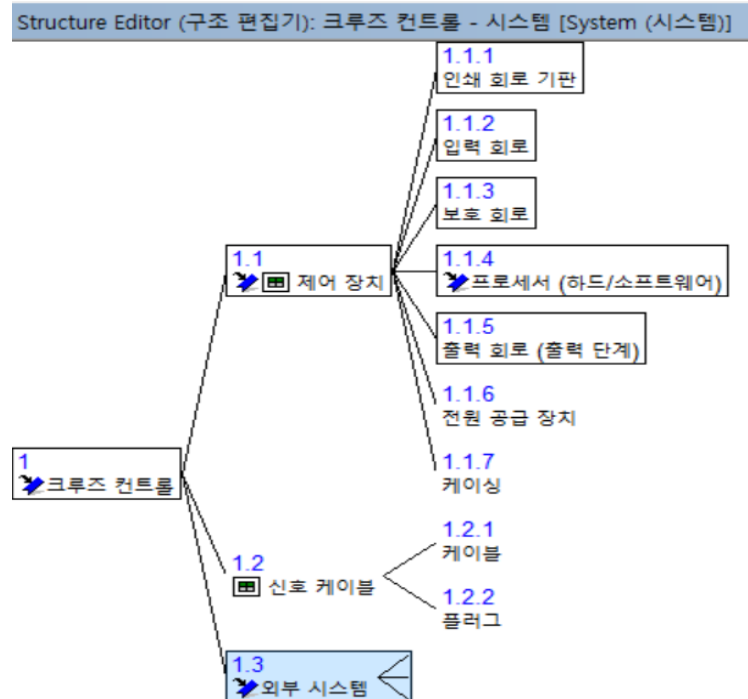 Structure Editor (구조 편집기): 크루즈 컨트롤 - 시스템 [System (시스템)]
1.1.1
인쇄 회로 기판
1.1.2
입력 회로
1.1.3
보호 회로
1.1
제어 장치
1.1.4
프로세서 (하드/소프트웨어)
1.1.5
출력 회로 (출력 단계)
1.1.6
전원 공급 장치
1.1.7
케이싱
1
크루즈 컨트롤
1.2
신호 케이블
1.2.1
케이블
1.2.2
플러그
1.3
외부 시스템